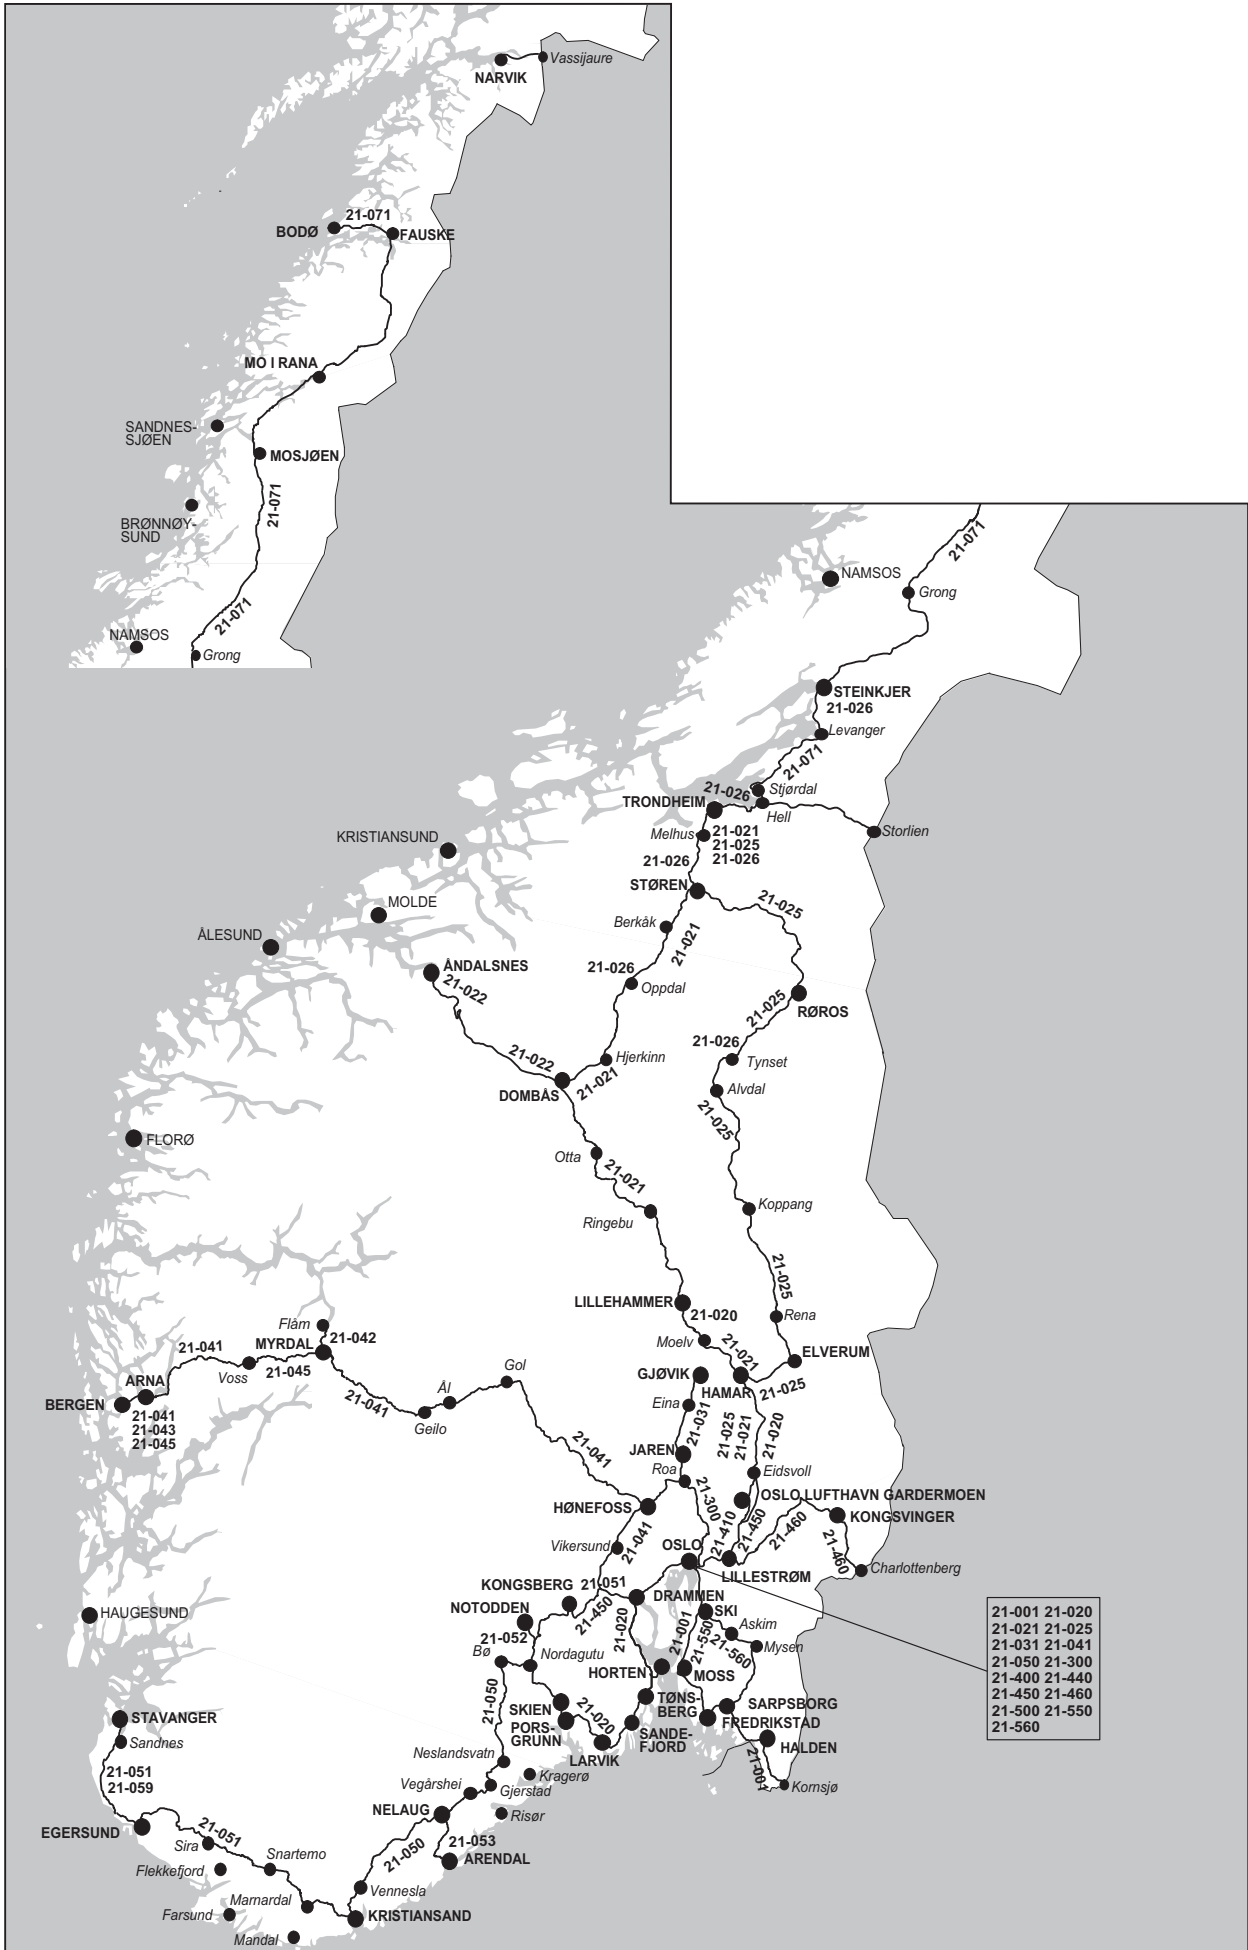 Vassijaure
NARVIK
21-071
BODØ
FAUSKE
MO I RANA
SANDNES-
SJØEN
MOSJØEN
21-071
BRØNNØY-
SUND
21-071
NAMSOS
Grong
21-071
NAMSOS
Grong
STEINKJER
21-026
Levanger
21-071
Stjørdal
21-026
TRONDHEIM
Hell
Storlien
Melhus
21-021
21-025
21-026
KRISTIANSUND
21-026
STØREN
21-025
MOLDE
Berkåk
21-021
ÅLESUND
ÅNDALSNES
21-022
21-026
Oppdal
21-025
RØROS
21-026
Tynset
21-022
Hjerkinn
21-021
DOMBÅS
Alvdal
21-025
FLORØ
Otta
21-021
Koppang
Ringebu
21-025
LILLEHAMMER
21-020
Rena
Flåm
21-042
MYRDAL
21-041
Voss
21-045
Moelv
21-021
ELVERUM
GJØVIK
HAMAR
21-025
ARNA
BERGEN
21-041
21-043
21-045
21-041
Geilo
Ål
Gol
Eina
21-031
21-025
21-021
21-020
21-041
JAREN
Roa
Eidsvoll
21-300
HØNEFOSS
OSLO LUFTHAVN GARDERMOEN
21-410
21-450
21-460
KONGSVINGER
21-460
Vikersund
21-041
OSLO
LILLESTRØM
Charlottenberg
KONGSBERG
21-051
21-450
DRAMMEN
NOTODDEN
HAUGESUND
21-020
21-001
SKI
Askim
21-550
21-560
Mysen
21-001 21-020
21-021 21-025
21-031 21-041
21-050 21-300
21-400 21-440
21-450 21-460
21-500 21-550
21-560
21-052
Bø
Nordagutu
HORTEN
MOSS
21-050
SKIEN
PORS-
GRUNN
21-020
TØNS-
BERG
SARPSBORG
FREDRIKSTAD
STAVANGER
Sandnes
LARVIK
SANDE-
FJORD
HALDEN
21-001
Kornsjø
21-051
21-059
Neslandsvatn
Kragerø
Vegårshei
Gjerstad
NELAUG
Risør
EGERSUND
21-051
Sira
Snartemo
21-050
21-053
ARENDAL
Flekkefjord
Marnardal
Vennesla
Farsund
KRISTIANSAND
Mandal